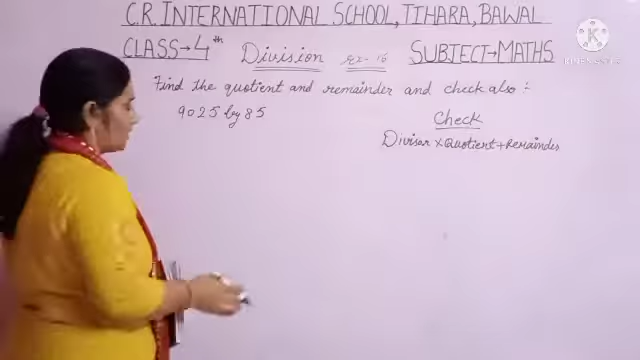 C.R. INTERNATIONAL SCHOOL, TIHARA, BAWAL
CLASS→4th Division Ex-16 SUBJECT→MATHS
Find the quotient and remainder and check also :-
9025 by 85
Check
Divisor × Quotient + Remainder
KINEMASTER